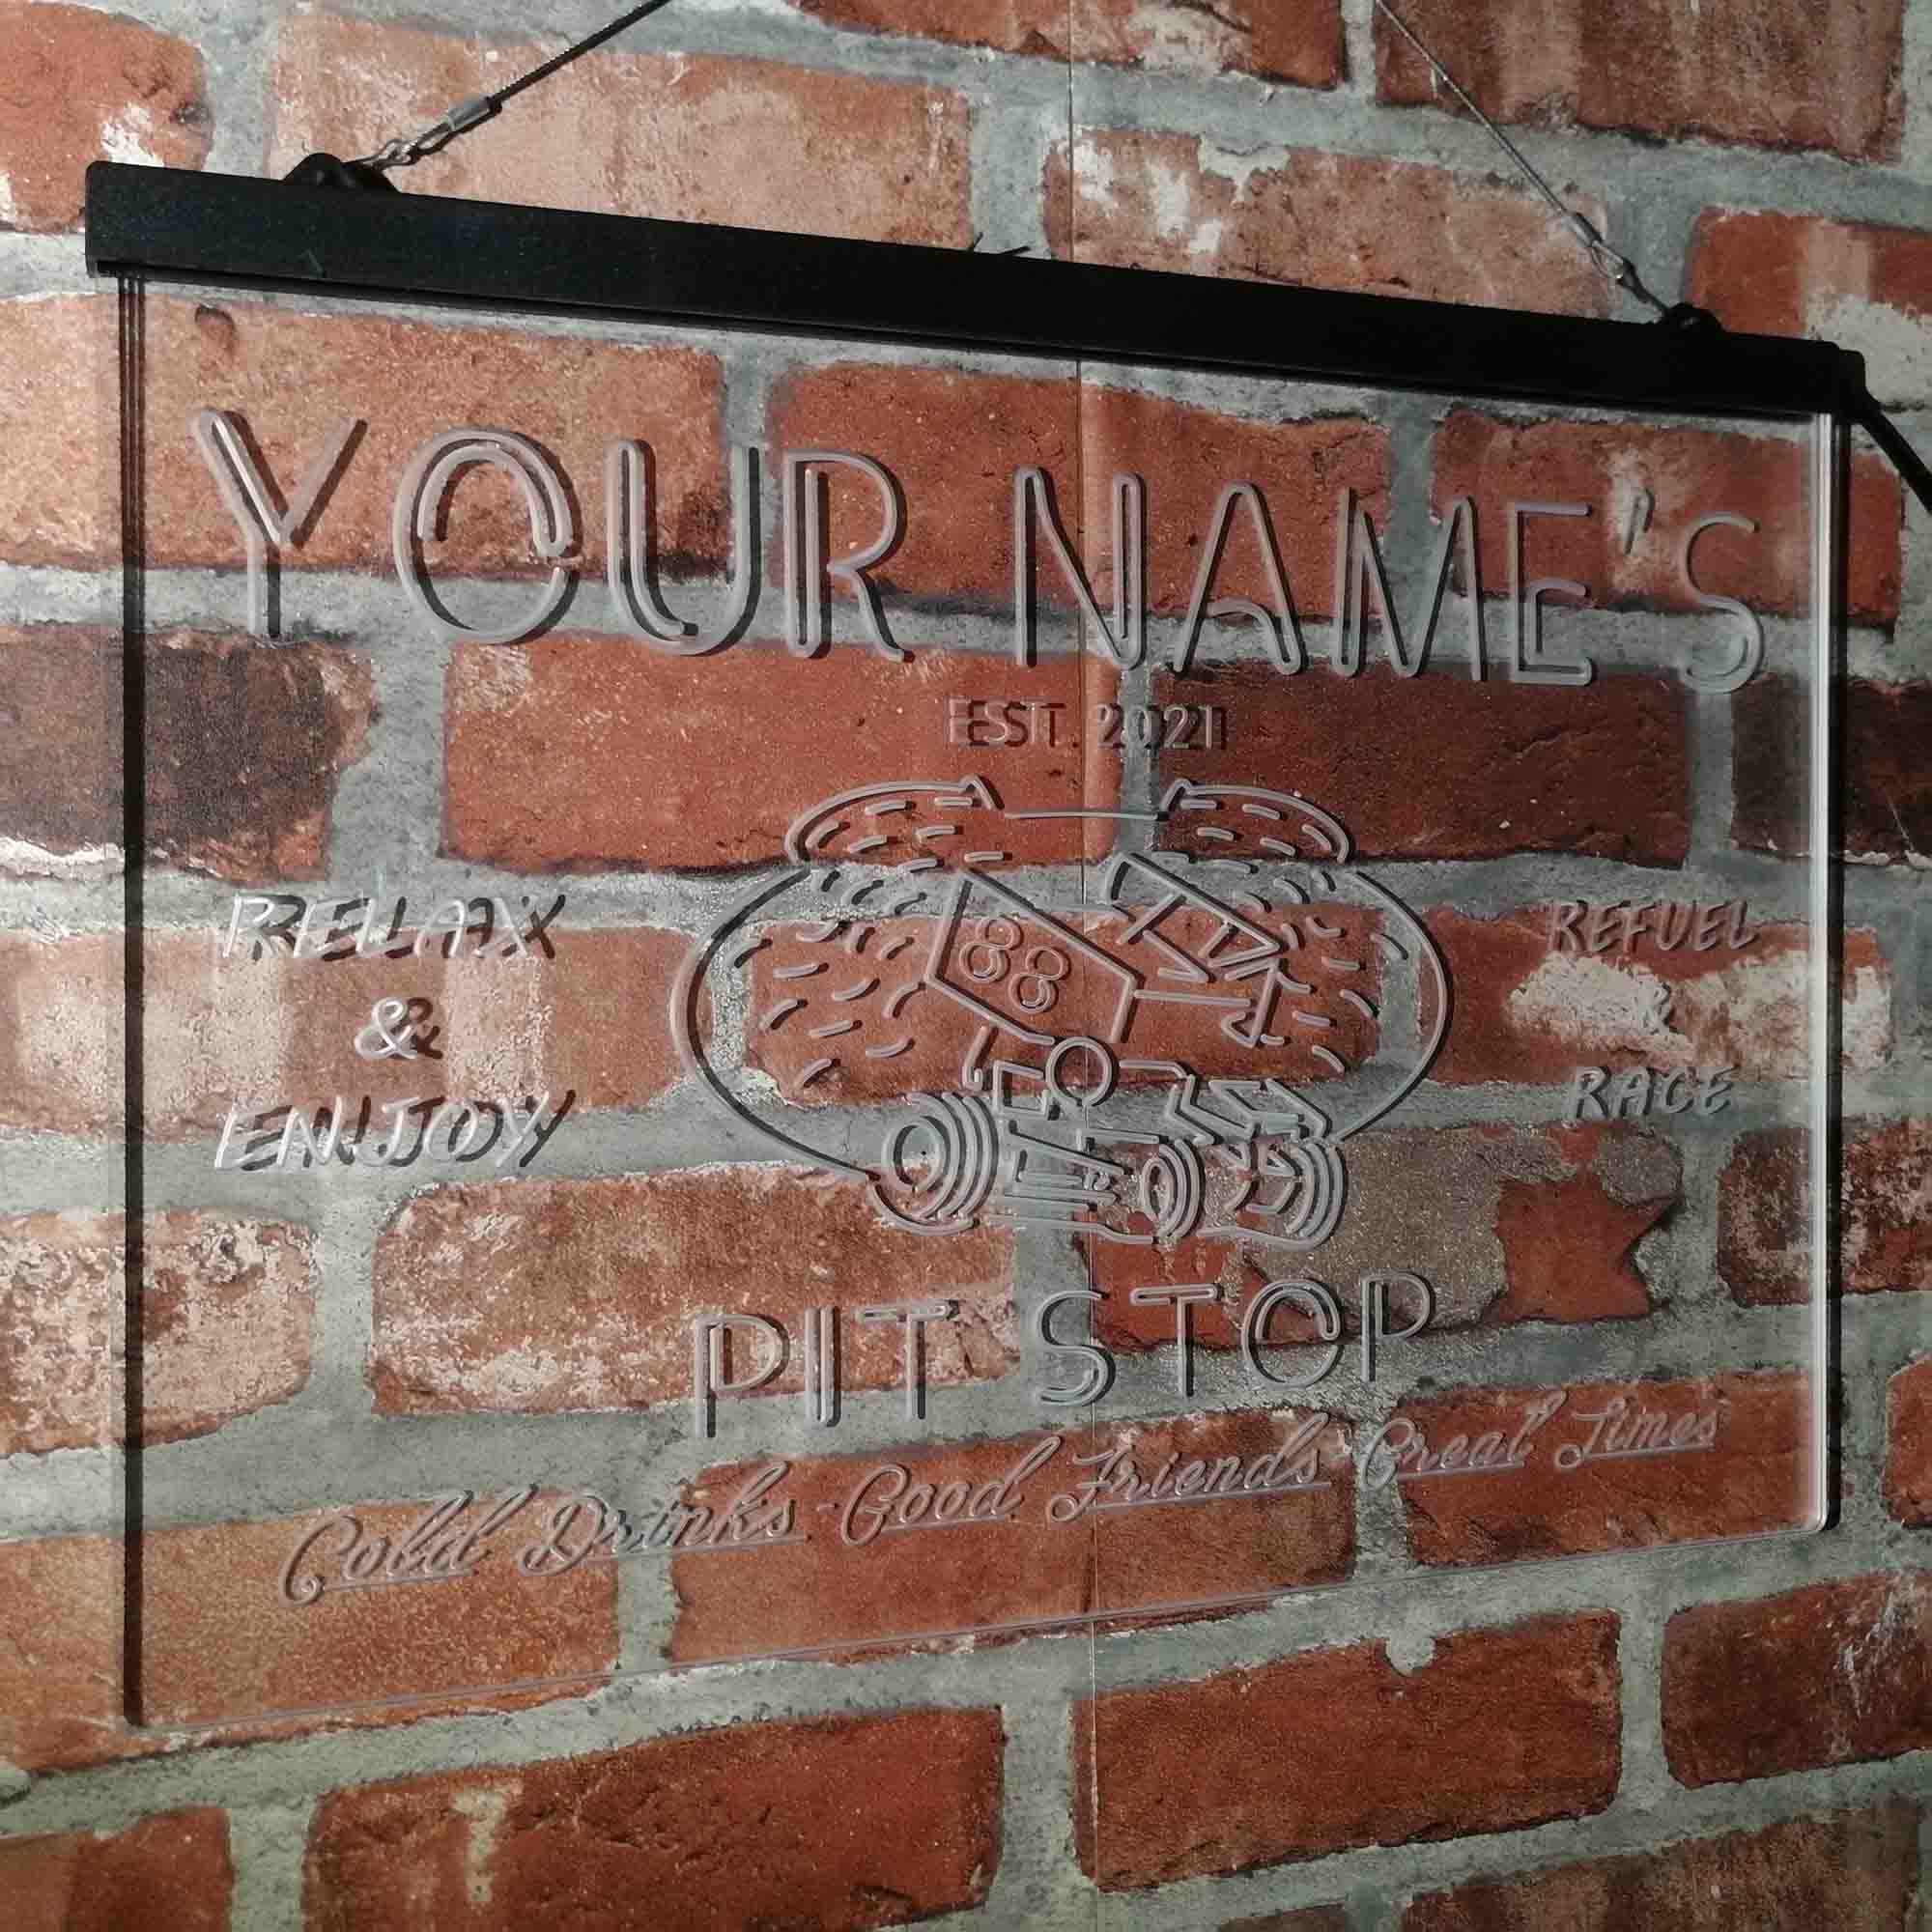 YOUR NAME'S
EST. 2021
RELAX
&
ENJOY
88
REFUEL
&
RACE
PIT STOP
Cold Drinks - Good Friends - Great Times